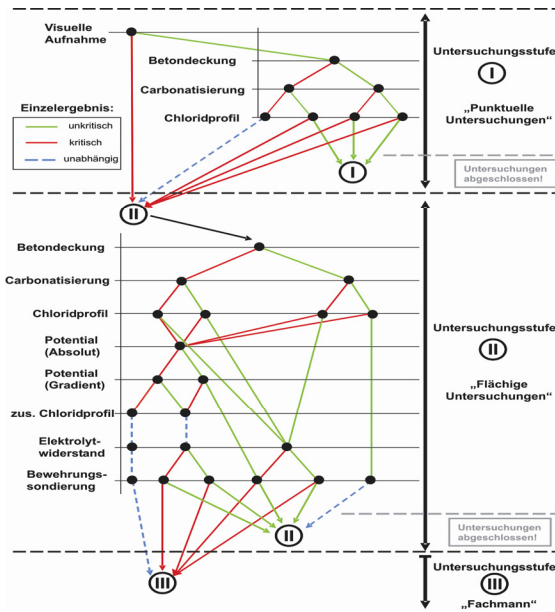 Visuelle
Aufnahme
Betondeckung
Carbonatisierung
Chloridprofil
Einzelergebnis:
unkritisch
kritisch
unabhängig
I
Untersuchungsstufe
I
„Punktuelle
Untersuchungen“
Untersuchungen
abgeschlossen!
II
Betondeckung
Carbonatisierung
Chloridprofil
Potential
(Absolut)
Potential
(Gradient)
zus. Chloridprofil
Elektrolyt-
widerstand
Bewehrungs-
sondierung
II
Untersuchungsstufe
II
„Flächige
Untersuchungen“
Untersuchungen
abgeschlossen!
III
Untersuchungsstufe
III
„Fachmann“